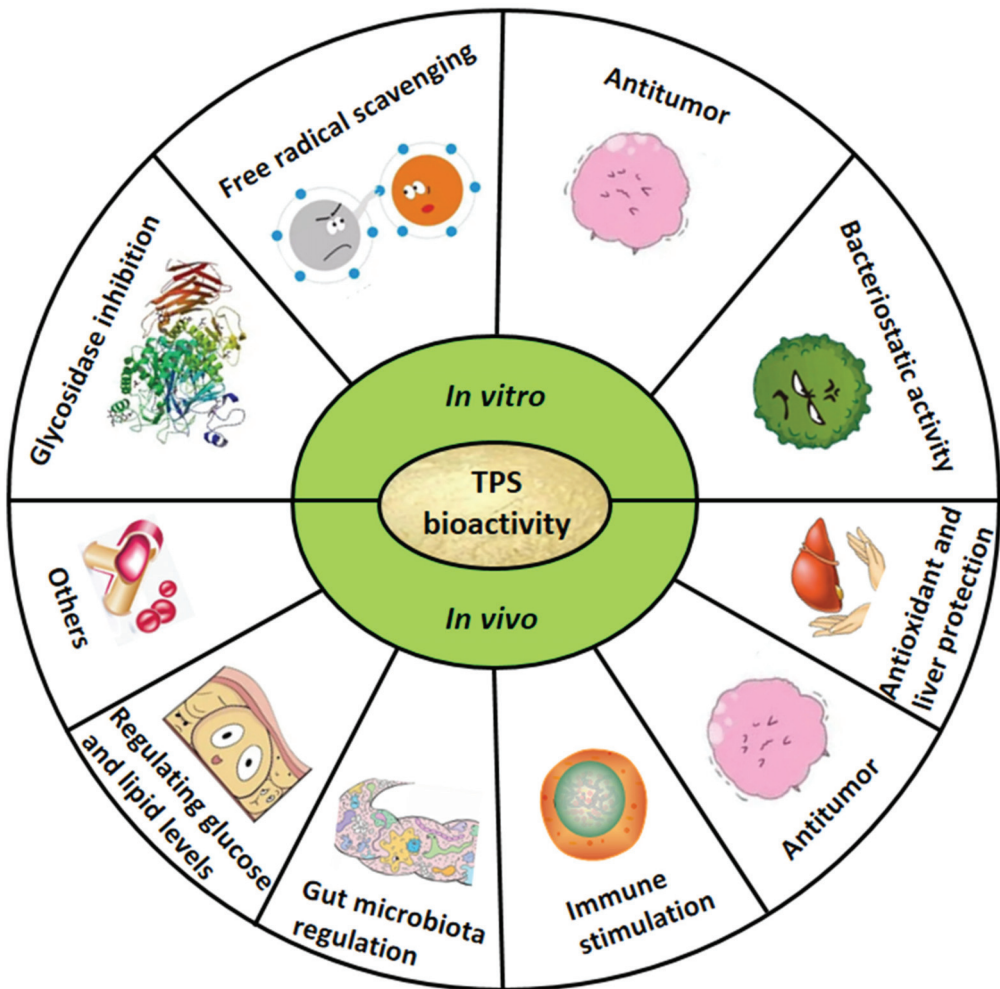 Free radical scavenging
Antitumor
Glycosidase inhibition
Bacteriostatic activity
In vitro
TPS
bioactivity
In vivo
Others
Antioxidant and
liver protection
Regulating glucose
and lipid levels
Antitumor
Gut microbiota
regulation
Immune
stimulation